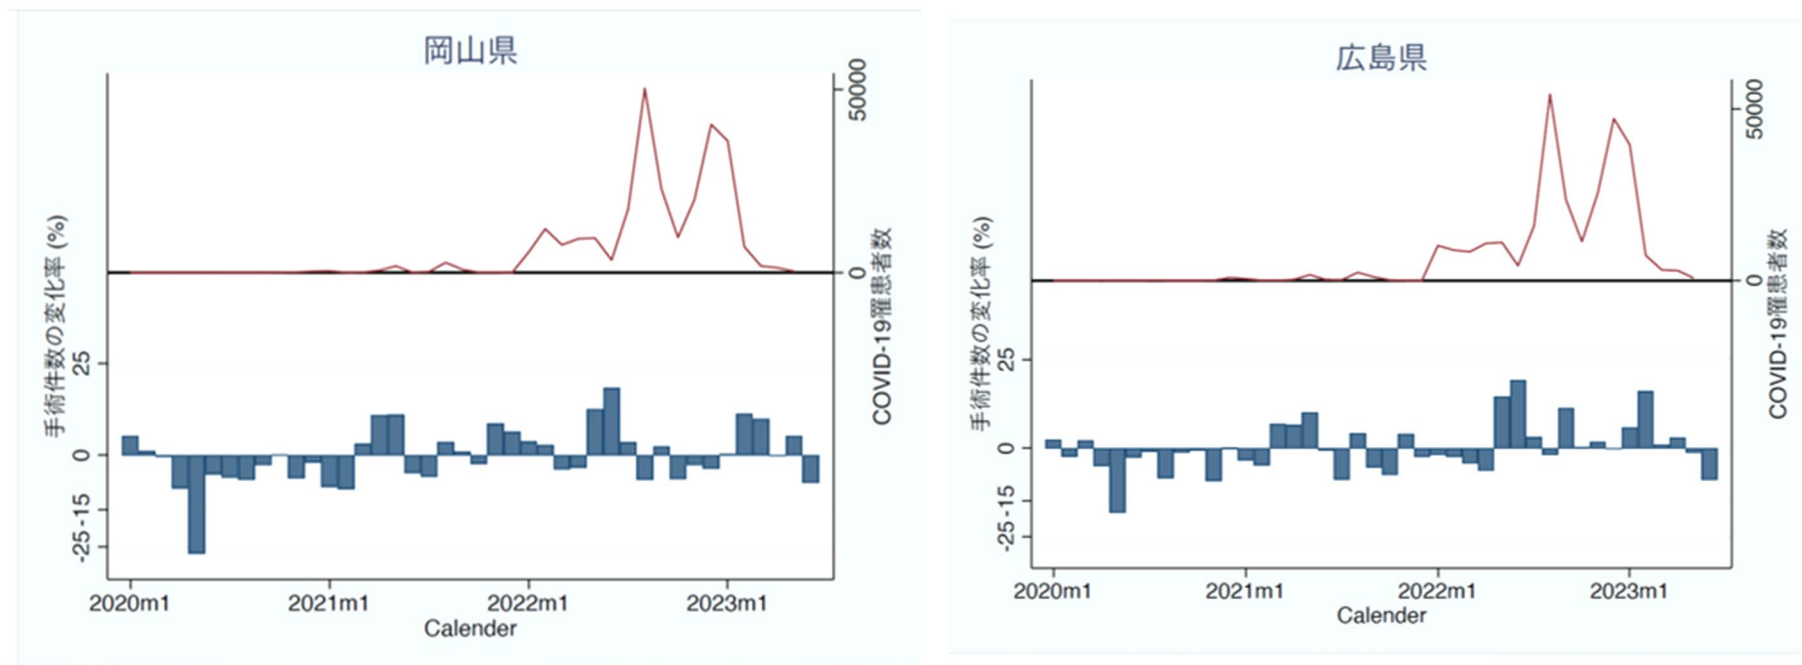 岡山県
50000
0
COVID-19罹患者数
手術件数の変化率 (%)
25
0
-15
-25
2020m1
2021m1
2022m1
2023m1
Calender
広島県
50000
0
COVID-19罹患者数
手術件数の変化率 (%)
25
0
-15
-25
2020m1
2021m1
2022m1
2023m1
Calender